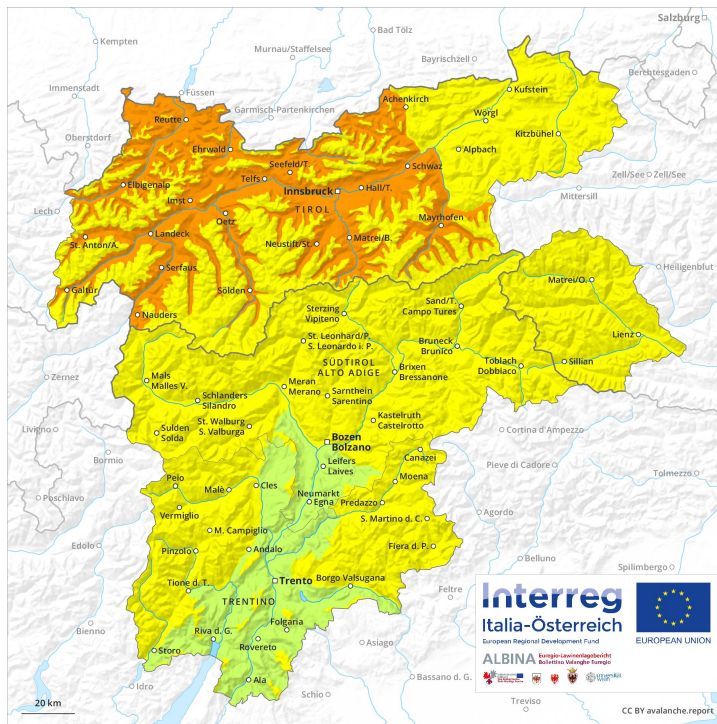 Salzburg
Kempten
Bad Tölz
Murnau/Staffelsee
Bayrischzell
Berchtesgaden
Immenstadt
Füssen
Garmisch-Partenkirchen
Achenkirch
Kufstein
Reutte
Wörgl
Oberstdorf
Ehrwald
Kitzbühel
Alpbach
Seefeld/T.
Schwaz
Zell/See
Zell/See
Telfs
Elbigenalp
Innsbruck
Hall/T.
Mittersill
Imst
TIROL
Lech
Oetz
Mayrhofen
St. Anton/A.
Landeck
Neustift/St.
Matrei/B.
Serfaus
Heiligenblut
Galtür
Sölden
Matrei/O.
Nauders
Sterzing
Vipiteno
Sand/T.
Campo Tures
Lienz
St. Leonhard/P.
S. Leonardo i. P.
Bruneck
Brunico
Toblach
Dobbiaco
Sillian
SÜDTIROL
ALTO ADIGE
Brixen
Bressanone
Zernez
Mals
Malles V.
Meran
Merano
Sarnthein
Sarentino
Schlanders
Silandro
Kastelruth
Castelrotto
St. Walburg
S. Valburga
Livigno
Sulden
Solda
Cortina d'Ampezzo
Bozen
Bolzano
Bormio
Canazei
Leifers
Laives
Pieve di Cadore
Tolmezzo
Peio
Moena
Poschiavo
Malè
Cles
Neumarkt
Egna
Predazzo
Vermiglio
Agordo
S. Martino d. C.
M. Campiglio
Edolo
Pinzolo
Andalo
Fiera d. P.
Belluno
Spilimbergo
Trento
Borgo Valsugana
Tione d. T.
Feltre
TRENTINO
Bienno
Folgaria
Riva d. G.
Rovereto
Asiago
Storo
Ala
Bassano d. G.
Idro
Schio
Treviso
Interreg
Italia-Österreich
European Regional Development Fund
EUROPEAN UNION
ALBINA
Euregio-Lawinenlagebericht
Bollettino Valanghe Euregio
20 km
CC BY avalanche.report